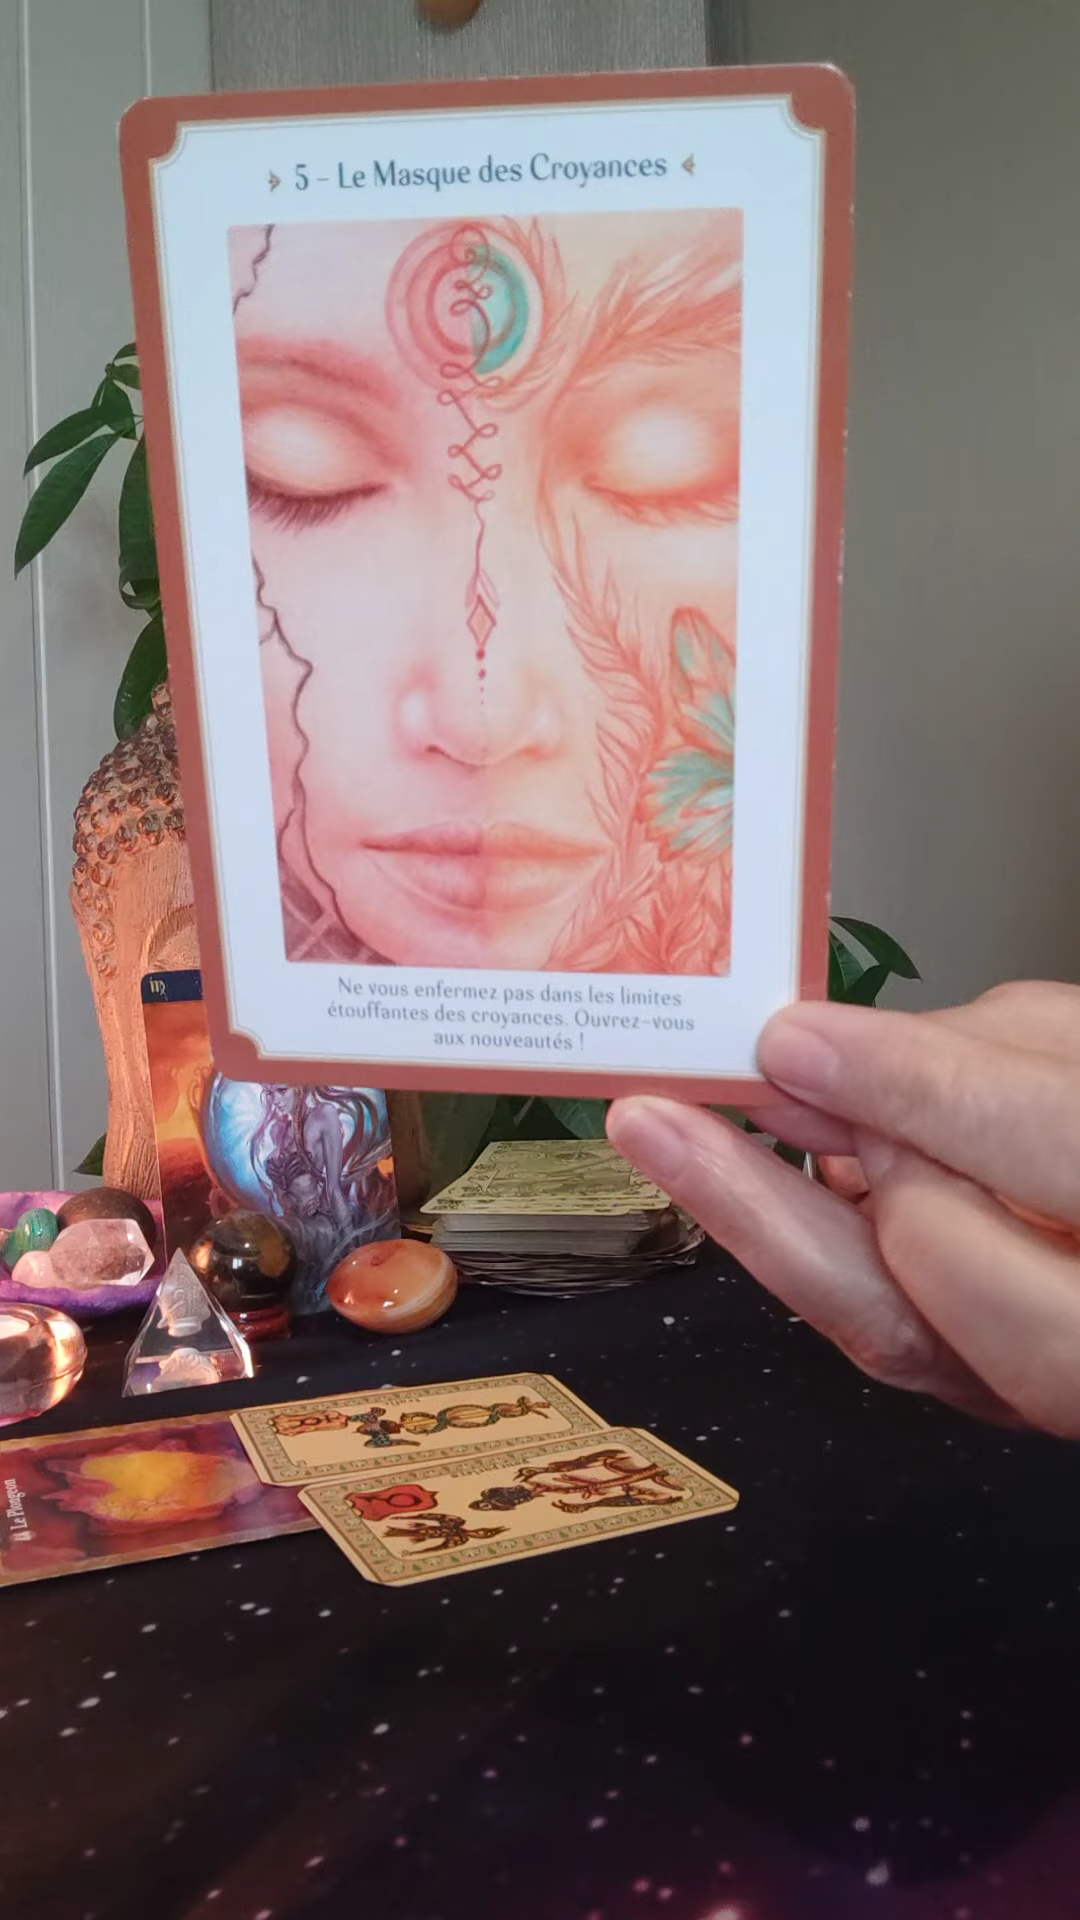 5 – Le Masque des Croyances
Ne vous enfermez pas dans les limites
étouffantes des croyances. Ouvrez-vous
aux nouveautés !
Le Plongeon